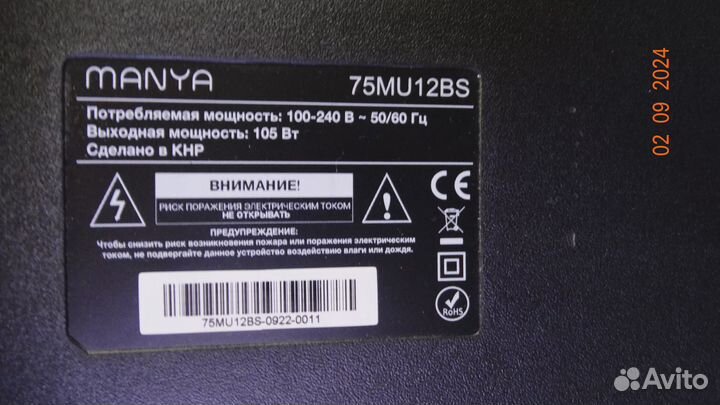 MANYA
75MU12BS
Потребляемая мощность: 100-240 В ~ 50/60 Гц
Выходная мощность: 105 Вт
Сделано в КНР
ВНИМАНИЕ!
РИСК ПОРАЖЕНИЯ ЭЛЕКТРИЧЕСКИМ ТОКОМ
НЕ ОТКРЫВАТЬ
ПРЕДУПРЕЖДЕНИЕ:
Чтобы снизить риск возникновения пожара или поражения электрическим
током, не подвергайте данное устройство воздействию влаги или дождя.
CE
RoHS
75MU12BS-0922-0011
02 09 2024
Avito